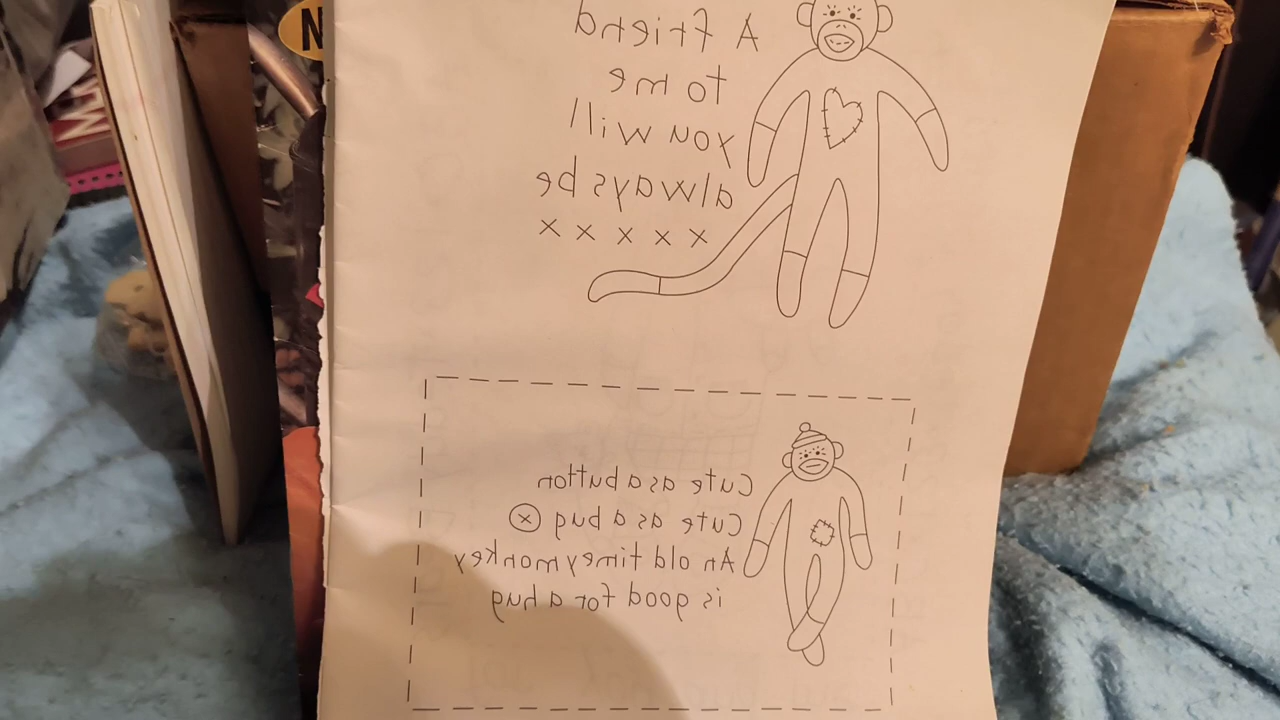 N
A friend
to me
you will
always be
x x x x x
Cute as a button
Cute as a bug x
An old timey monkey
is good for a hug